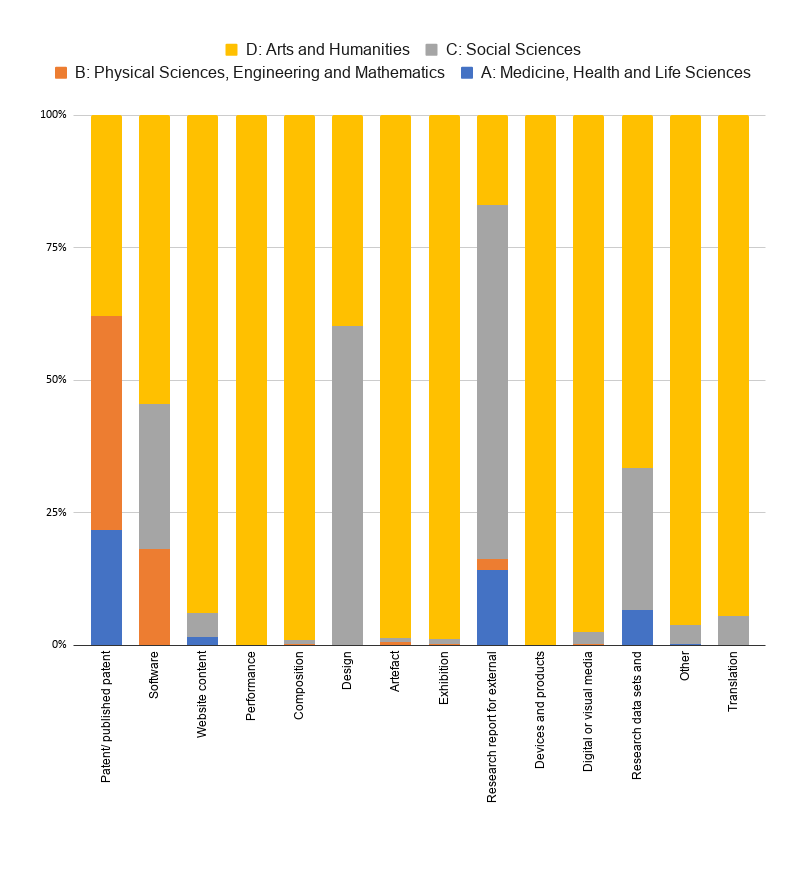 D: Arts and Humanities C: Social Sciences
B: Physical Sciences, Engineering and Mathematics A: Medicine, Health and Life Sciences
100%
75%
50%
25%
0%
Patent/ published patent
Software
Website content
Performance
Composition
Design
Artefact
Exhibition
Research report for external
Devices and products
Digital or visual media
Research data sets and
Other
Translation